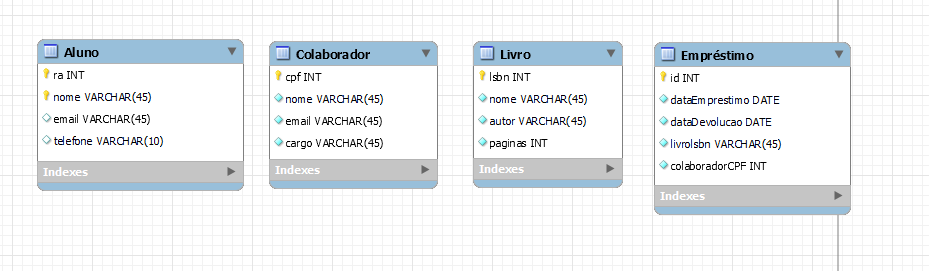 Aluno
ra INT
nome VARCHAR(45)
email VARCHAR(45)
telefone VARCHAR(10)
Indexes
Colaborador
cpf INT
nome VARCHAR(45)
email VARCHAR(45)
cargo VARCHAR(45)
Indexes
Livro
Isbn INT
nome VARCHAR(45)
autor VARCHAR(45)
paginas INT
Indexes
Empréstimo
id INT
dataEmprestimo DATE
dataDevolucao DATE
livroIsbn VARCHAR(45)
colaboradorCPF INT
Indexes